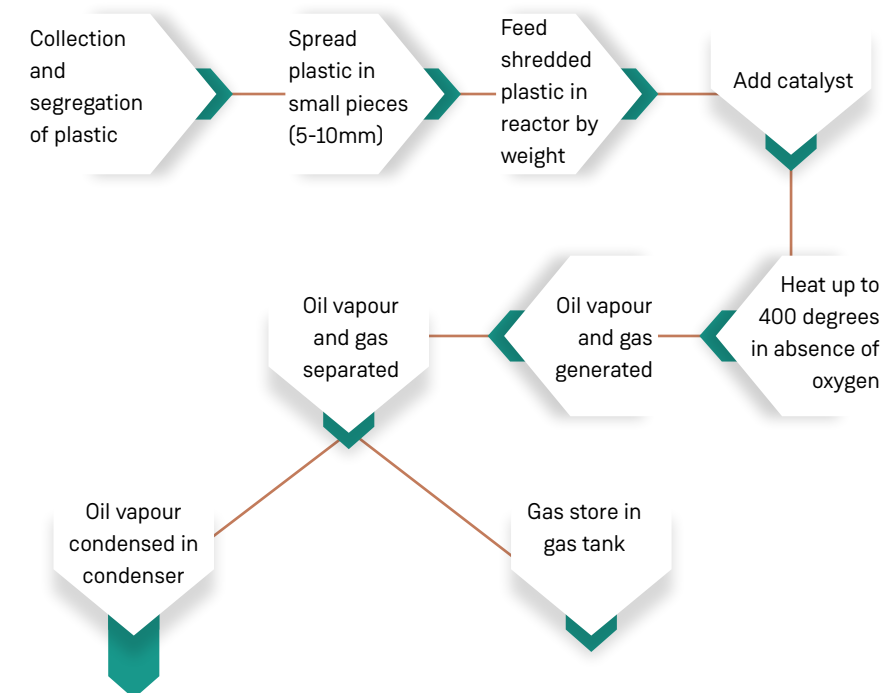 Collection
and
segregation
of plastic
Spread
plastic in
small pieces
(5-10mm)
Feed
shredded
plastic in
reactor by
weight
Add catalyst
Heat up to
400 degrees
in absence of
oxygen
Oil vapour
and gas
generated
Oil vapour
and gas
separated
Oil vapour
condensed in
condenser
Gas store in
gas tank